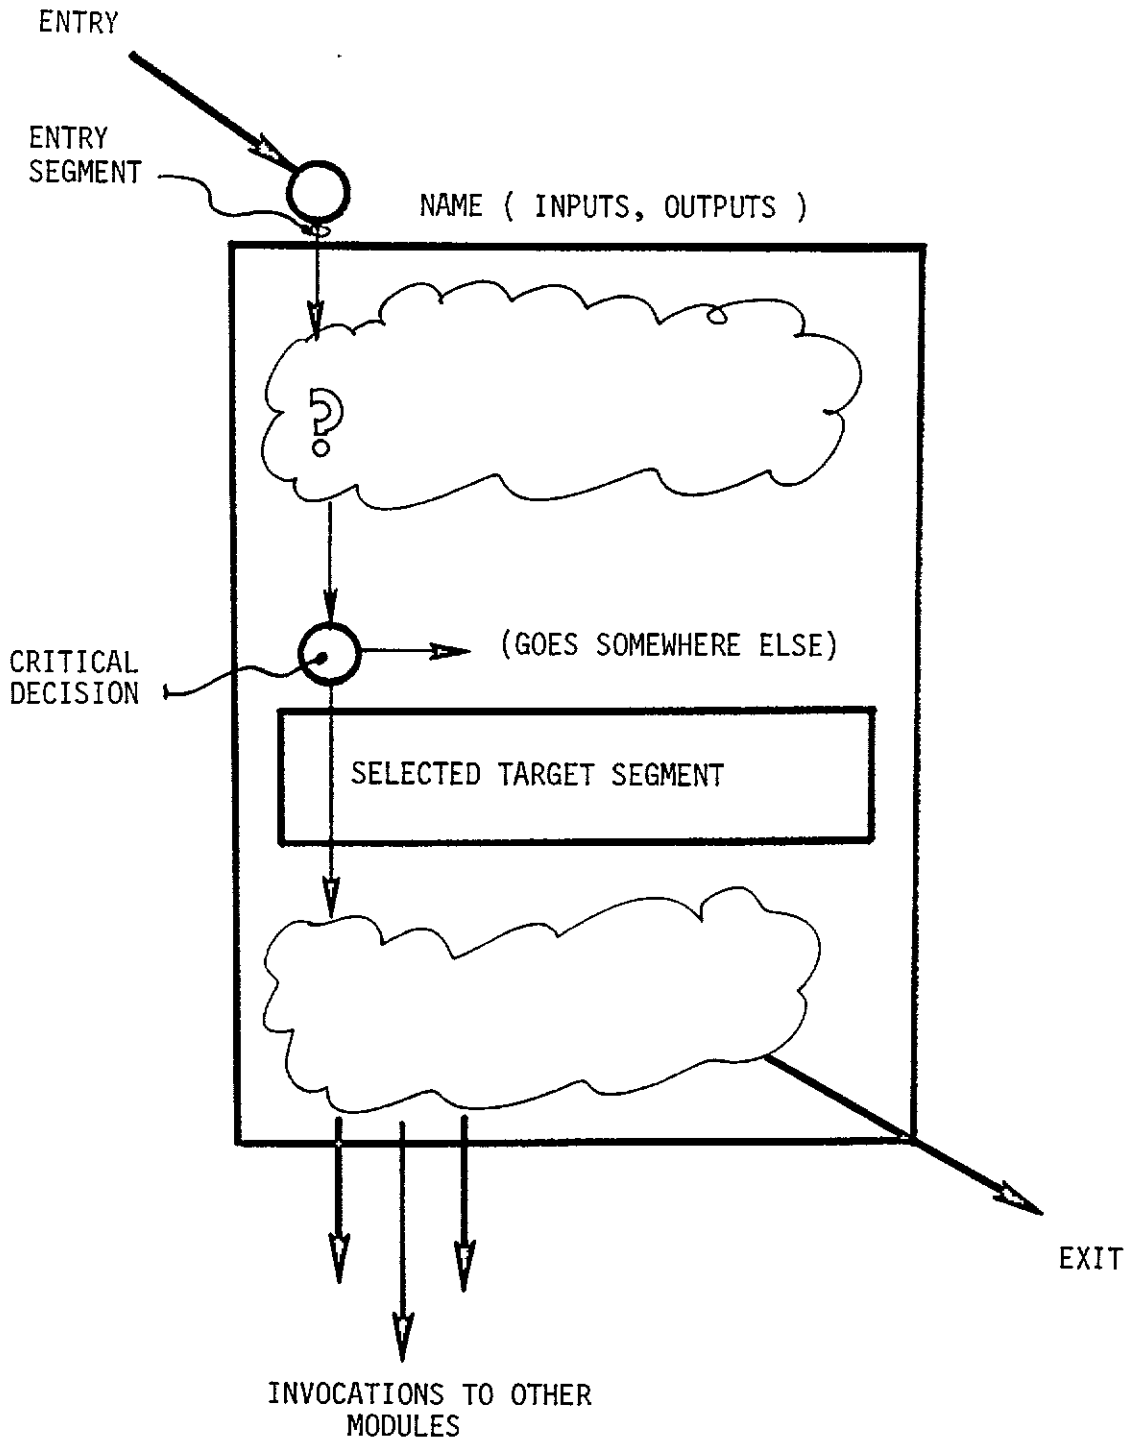 ENTRY
ENTRY
SEGMENT
NAME ( INPUTS, OUTPUTS )
?
(GOES SOMEWHERE ELSE)
CRITICAL
DECISION
SELECTED TARGET SEGMENT
EXIT
INVOCATIONS TO OTHER
MODULES